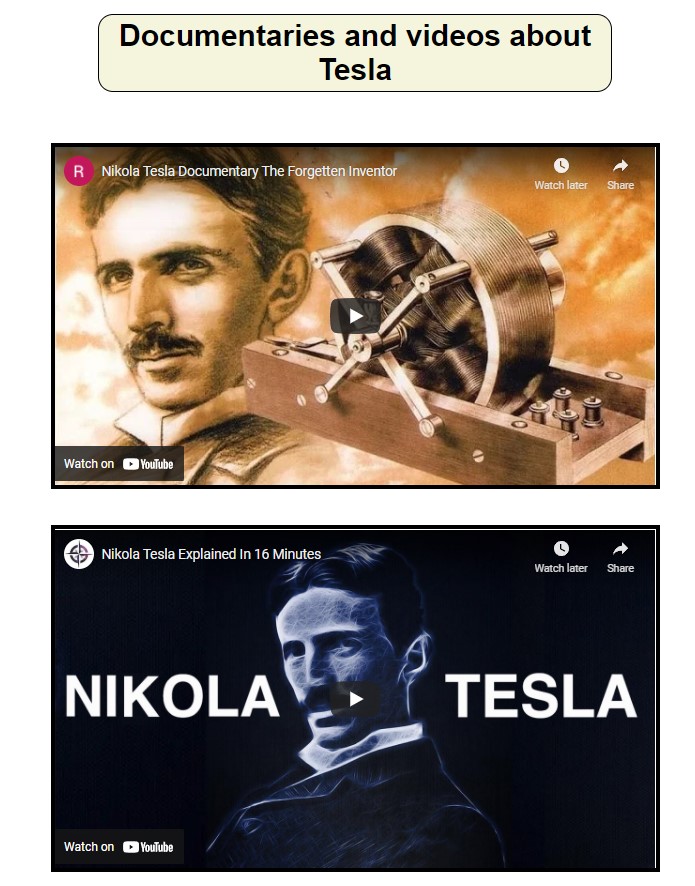 Documentaries and videos about
Tesla
R
Nikola Tesla Documentary The Forgetten Inventor
Watch later
Share
Watch on YouTube
Nikola Tesla Explained In 16 Minutes
Watch later
Share
NIKOLA TESLA
Watch on YouTube